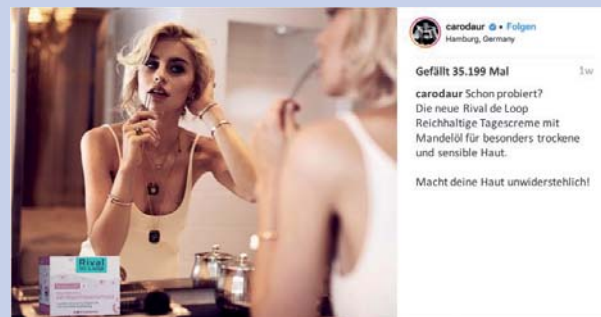 carodaur • Folgen
Hamburg, Germany
Gefällt 35.199 Mal 1w
carodaur Schon probiert?
Die neue Rival de Loop
Reichhaltige Tagescreme mit
Mandelöl für besonders trockene
und sensible Haut.
Macht deine Haut unwiderstehlich!
Rival
DE LOOP